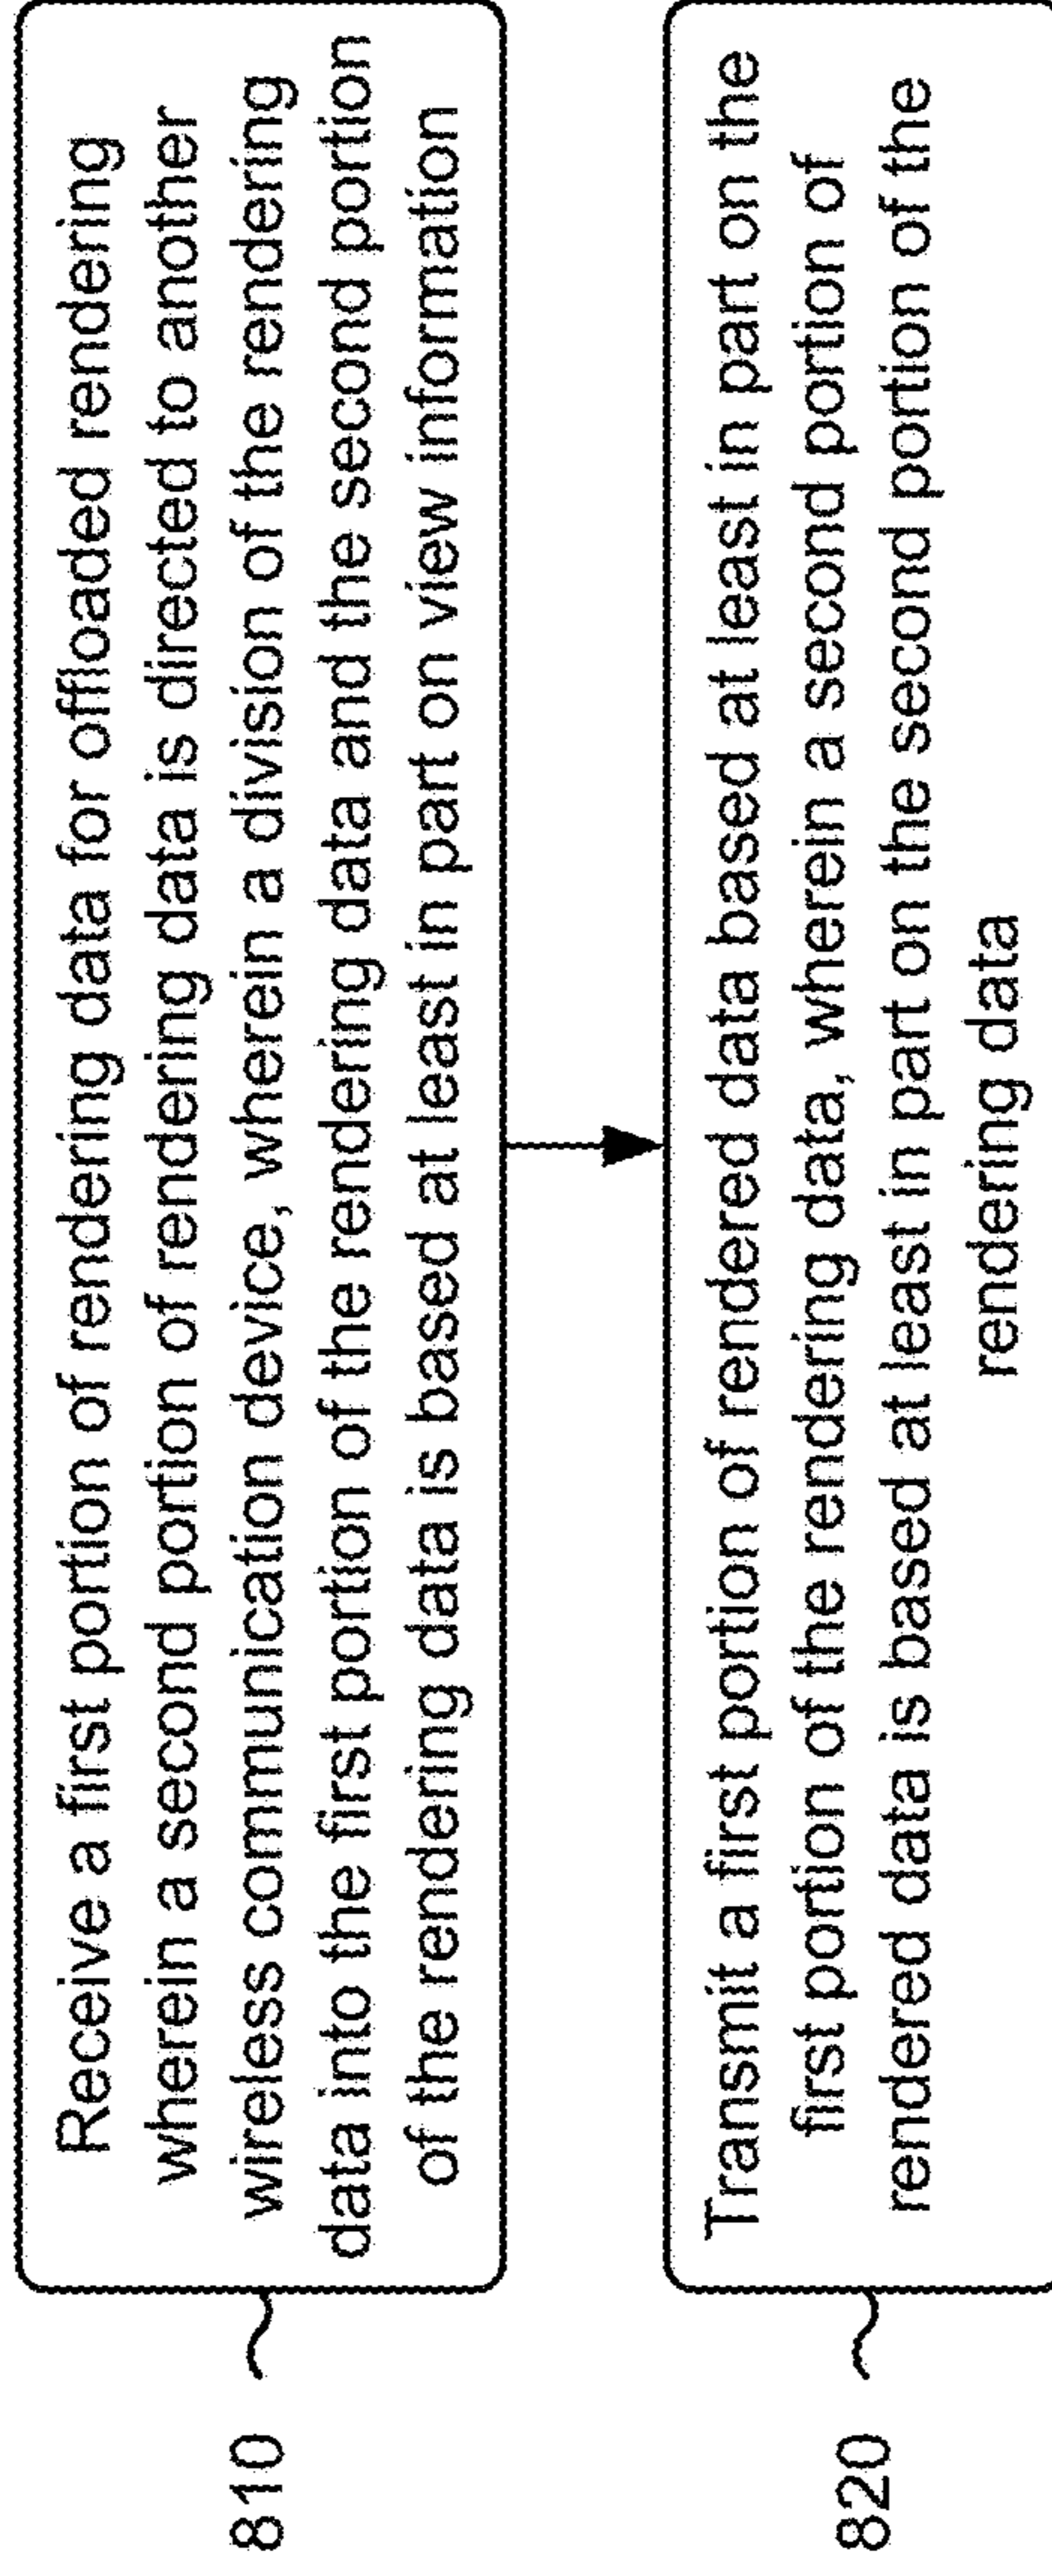 810
Receive a first portion of rendering data for offloaded rendering
wherein a second portion of rendering data is directed to another
wireless communication device, wherein a division of the rendering
data into the first portion of the rendering data and the second portion
of the rendering data is based at least in part on view information
820
Transmit a first portion of rendered data based at least in part on the
first portion of the rendering data, wherein a second portion of
rendered data is based at least in part on the second portion of the
rendering data